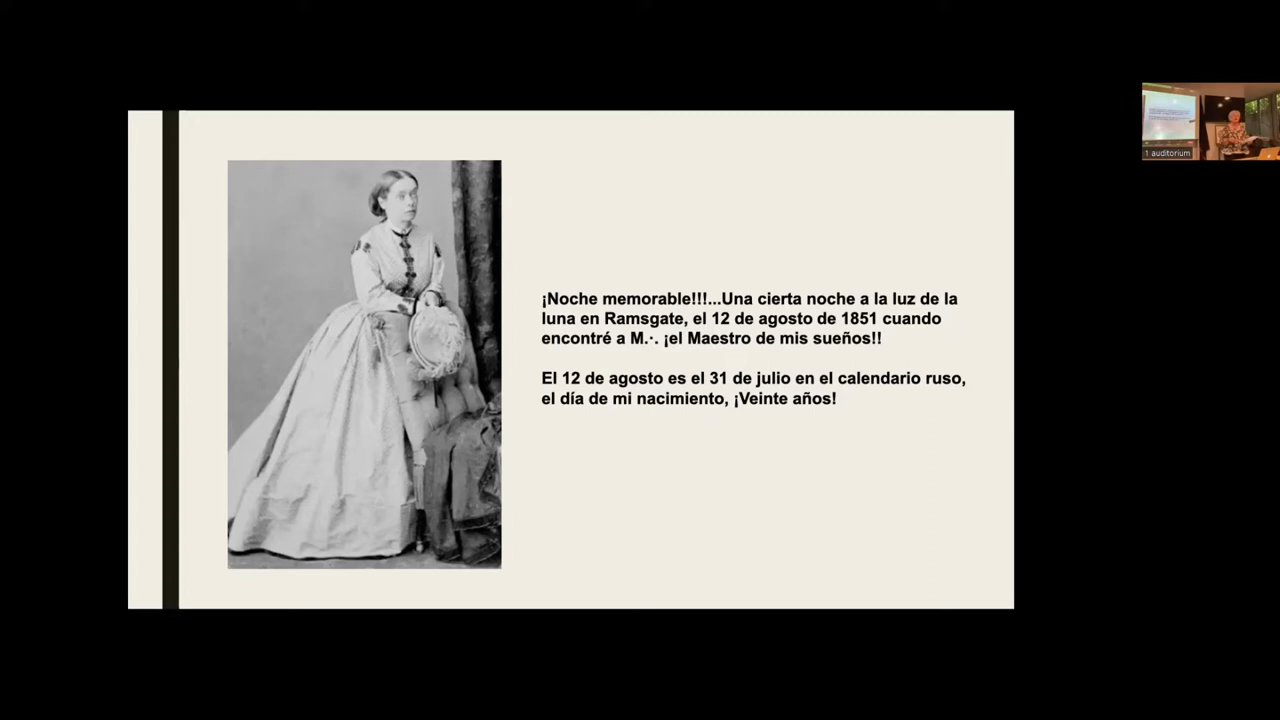 ¡Noche memorable!!!...Una cierta noche a la luz de la
luna en Ramsgate, el 12 de agosto de 1851 cuando
encontré a M.·. ¡el Maestro de mis sueños!!
El 12 de agosto es el 31 de julio en el calendario ruso,
el día de mi nacimiento, ¡Veinte años!
1 auditorium